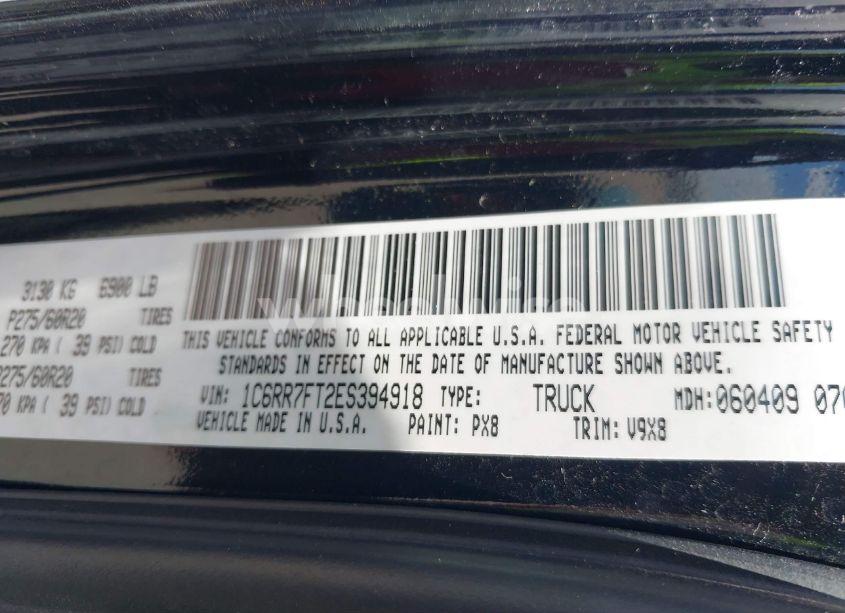 3130 KG 6900 LB
P275/60R20 TIRES
270 KPA ( 39 PSI) COLD
P275/60R20 TIRES
70 KPA ( 39 PSI) COLD
THIS VEHICLE CONFORMS TO ALL APPLICABLE U.S.A. FEDERAL MOTOR VEHICLE SAFETY
STANDARDS IN EFFECT ON THE DATE OF MANUFACTURE SHOWN ABOVE.
VIN: 1C6RR7FT2ES394918 TYPE: TRUCK MDH: 060409 070
VEHICLE MADE IN U.S.A. PAINT: PX8 TRIM: V9X8